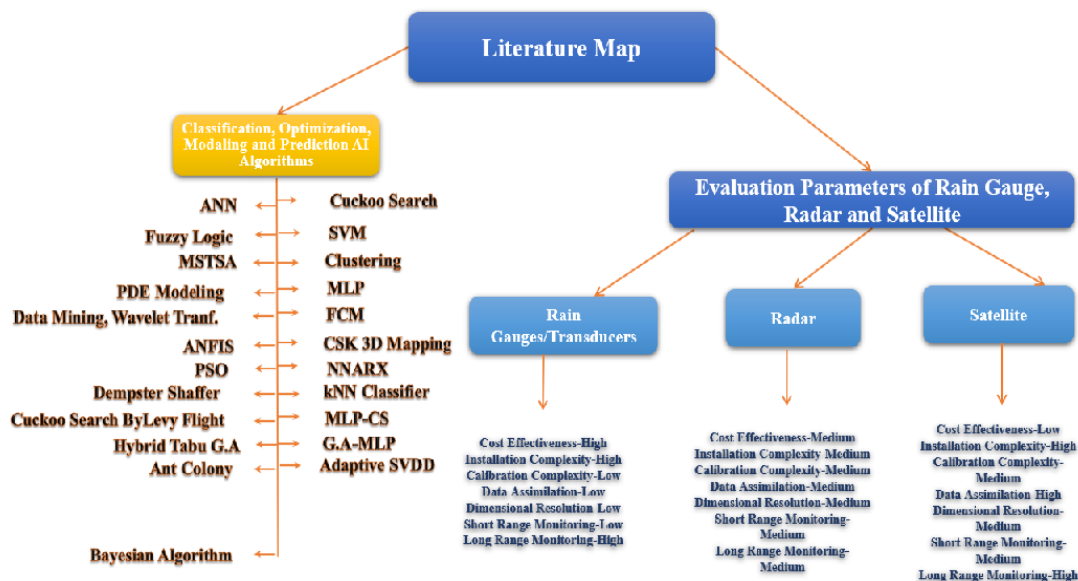 Literature Map
Classification, Optimization,
Modaling and Prediction AI
Algorithms
ANN
Cuckoo Search
Fuzzy Logic
SVM
MSTSA
Clustering
PDE Modeling
MLP
Data Mining, Wavelet Tranf.
FCM
ANFIS
CSK 3D Mapping
PSO
NNARX
Dempster Shaffer
kNN Classifier
Cuckoo Search ByLevy Flight
MLP-CS
Hybrid Tabu G.A
G.A-MLP
Ant Colony
Adaptive SVDD
Bayesian Algorithm
Evaluation Parameters of Rain Gauge,
Radar and Satellite
Rain
Gauges/Transducers
Cost Effectiveness-High
Installation Complexity-High
Calibration Complexity-Low
Data Assimilation-Low
Dimensional Resolution-Low
Short Range Monitoring-Low
Long Range Monitoring-High
Radar
Cost Effectiveness-Medium
Installation Complexity-Medium
Calibration Complexity-Medium
Data Assimilation-Medium
Dimensional Resolution-Medium
Short Range Monitoring-
Medium
Long Range Monitoring-
Medium
Satellite
Cost Effectiveness-Low
Installation Complexity-High
Calibration Complexity-
Medium
Data Assimilation-High
Dimensional Resolution-
Medium
Short Range Monitoring-
Medium
Long Range Monitoring-High